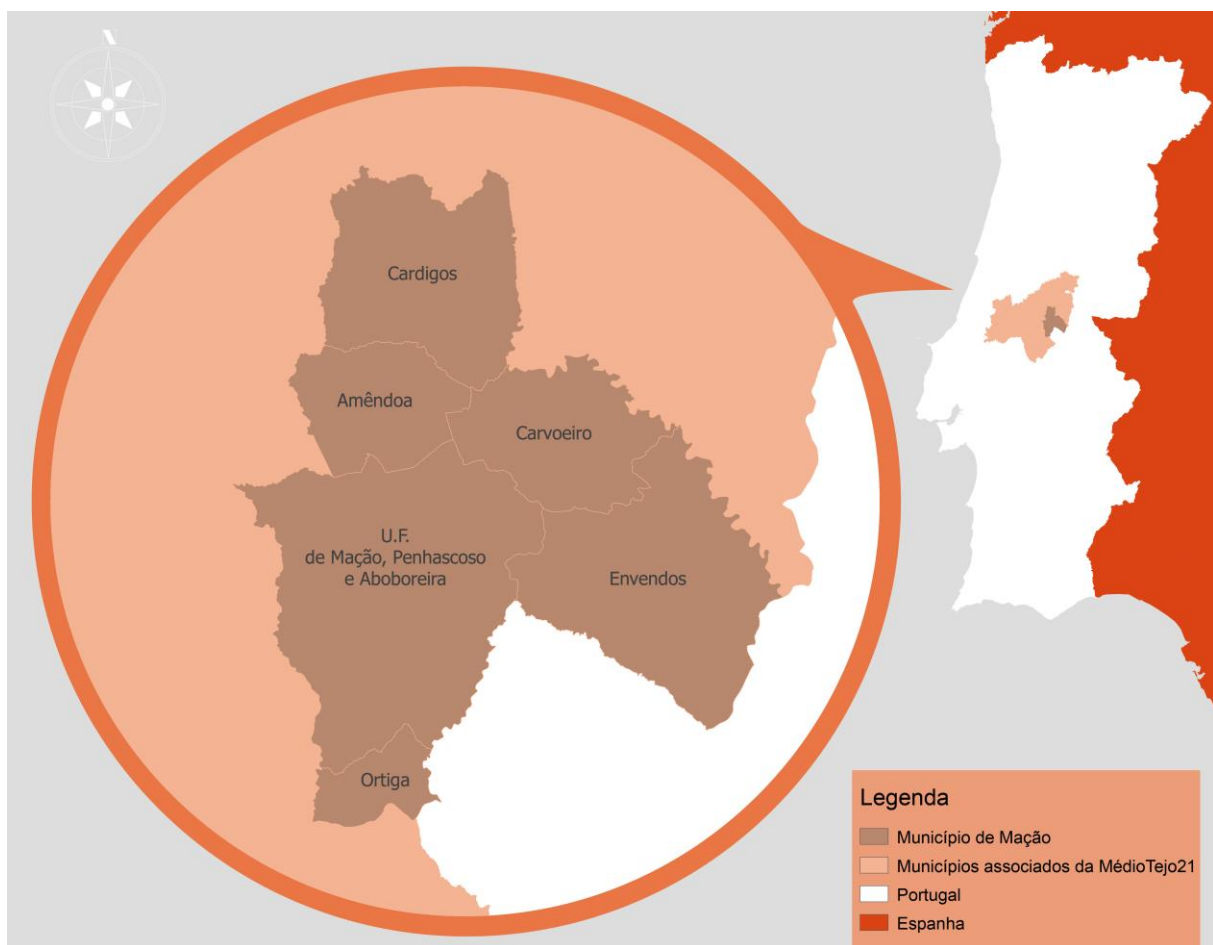 N
Cardigos
Amêndoa
Carvoeiro
U.F.
de Mação, Penhascoso
e Aboboreira
Envendos
Ortiga
Legenda
Município de Mação
Municípios associados da MédioTejo21
Portugal
Espanha